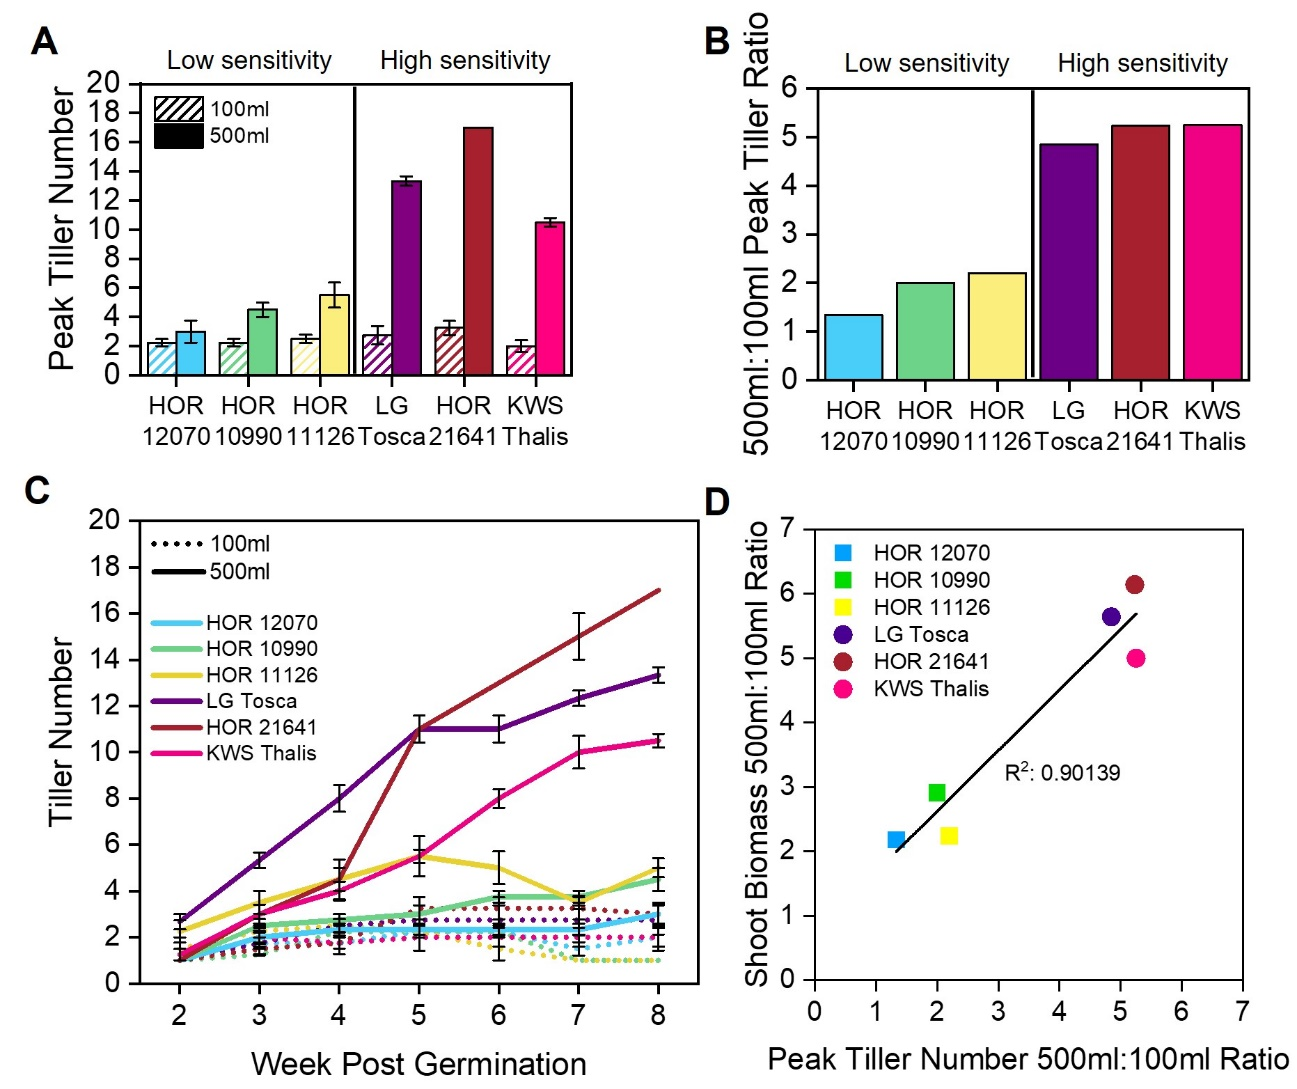 A
Low sensitivity
High sensitivity
Peak Tiller Number
20
18
16
14
12
10
8
6
4
2
0
100ml
500ml
HOR 12070
HOR 10990
HOR 11126
LG Tosca
HOR 21641
KWS Thalis
B
Low sensitivity
High sensitivity
500ml:100ml Peak Tiller Ratio
6
5
4
3
2
1
0
HOR 12070
HOR 10990
HOR 11126
LG Tosca
HOR 21641
KWS Thalis
C
Tiller Number
20
18
16
14
12
10
8
6
4
2
0
100ml
500ml
HOR 12070
HOR 10990
HOR 11126
LG Tosca
HOR 21641
KWS Thalis
2 3 4 5 6 7 8
Week Post Germination
D
Shoot Biomass 500ml:100ml Ratio
7
6
5
4
3
2
1
0
HOR 12070
HOR 10990
HOR 11126
LG Tosca
HOR 21641
KWS Thalis
R²: 0.90139
0 1 2 3 4 5 6 7
Peak Tiller Number 500ml:100ml Ratio